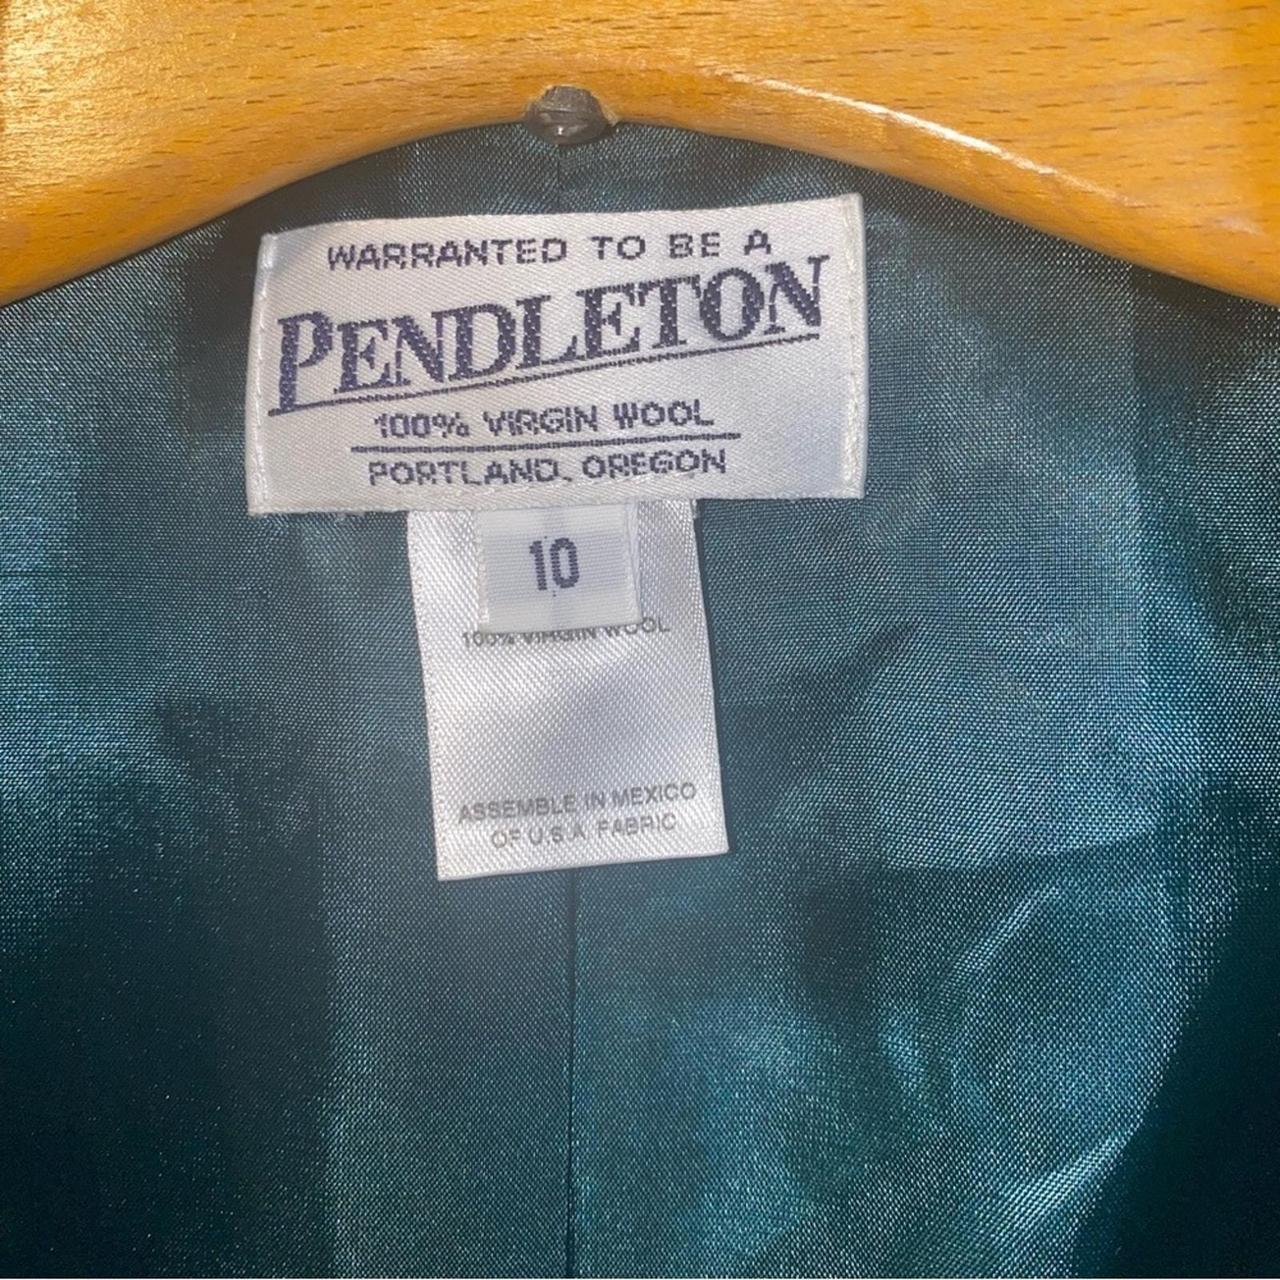 WARRANTED TO BE A
PENDLETON
100% VIRGIN WOOL
PORTLAND, OREGON
10
100% VIRGIN WOOL
ASSEMBLE IN MEXICO
OF U.S.A. FABRIC